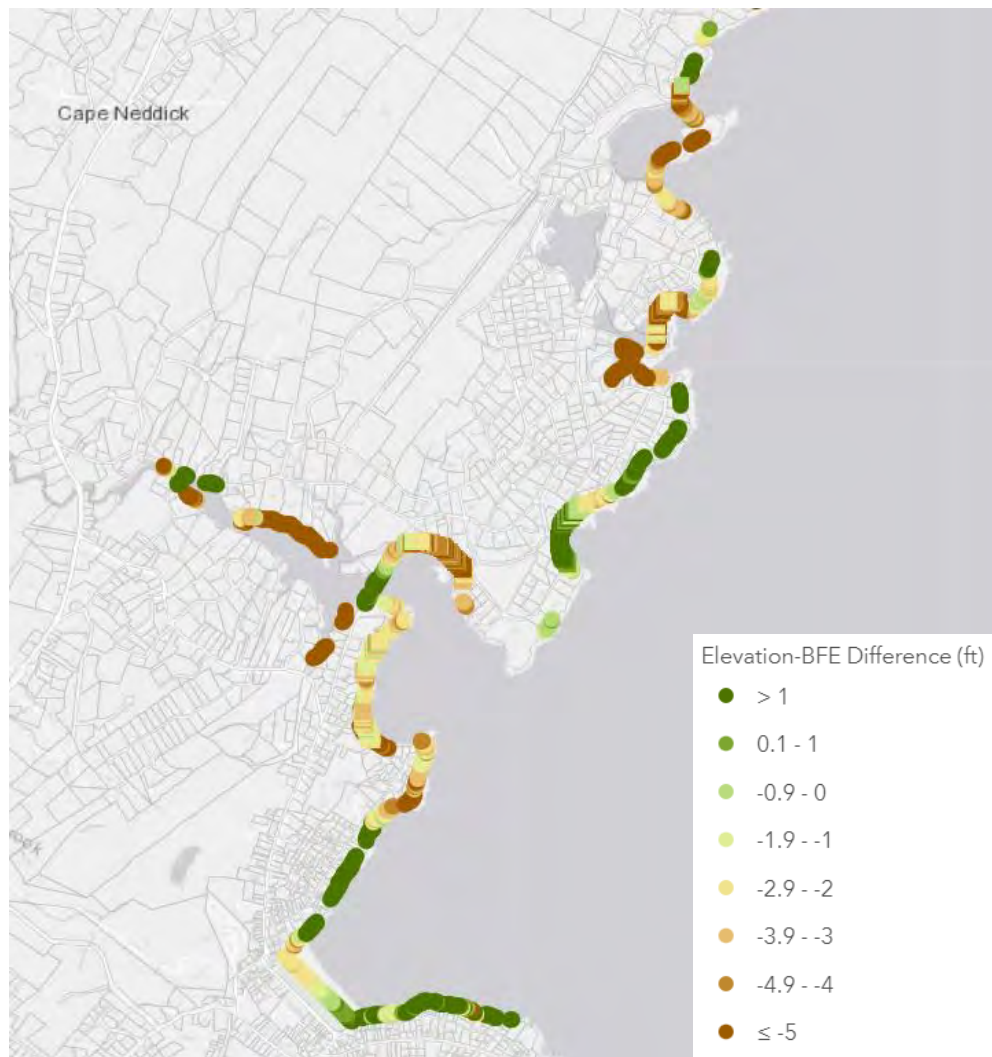 Cape Neddick
Elevation-BFE Difference (ft)
> 1
0.1 - 1
-0.9 - 0
-1.9 - -1
-2.9 - -2
-3.9 - -3
-4.9 - -4
≤ -5